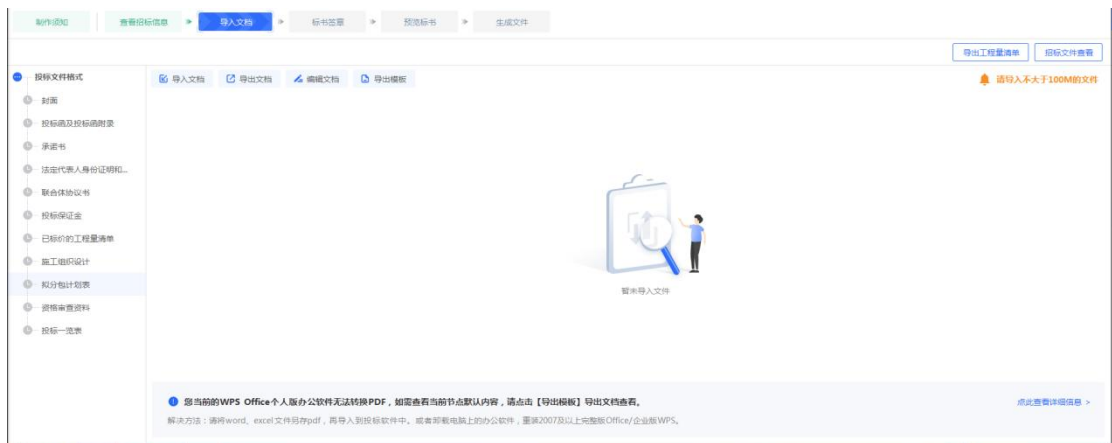 制作须知
查看招标信息
导入文档
标书签章
预览标书
生成文件
导出工程量清单
招标文件查看
投标文件格式
导入文档
导出文档
编辑文档
导出模板
请导入不大于100M的文件
封面
投标函及投标函附录
承诺书
法定代表人身份证明和...
联合体协议书
投标保证金
已标价的工程量清单
施工组织设计
拟分包计划表
资格审查资料
投标一览表
暂未导入文件
您当前的WPS Office个人版办公软件无法转换PDF，如需查看当前节点默认内容，请点击【导出模板】导出文档查看。
点此查看详细信息 >
解决方法：请将word、excel文件另存pdf，再导入到投标软件中。或者卸载电脑上的办公软件，重装2007及以上完整版Office/企业版WPS。